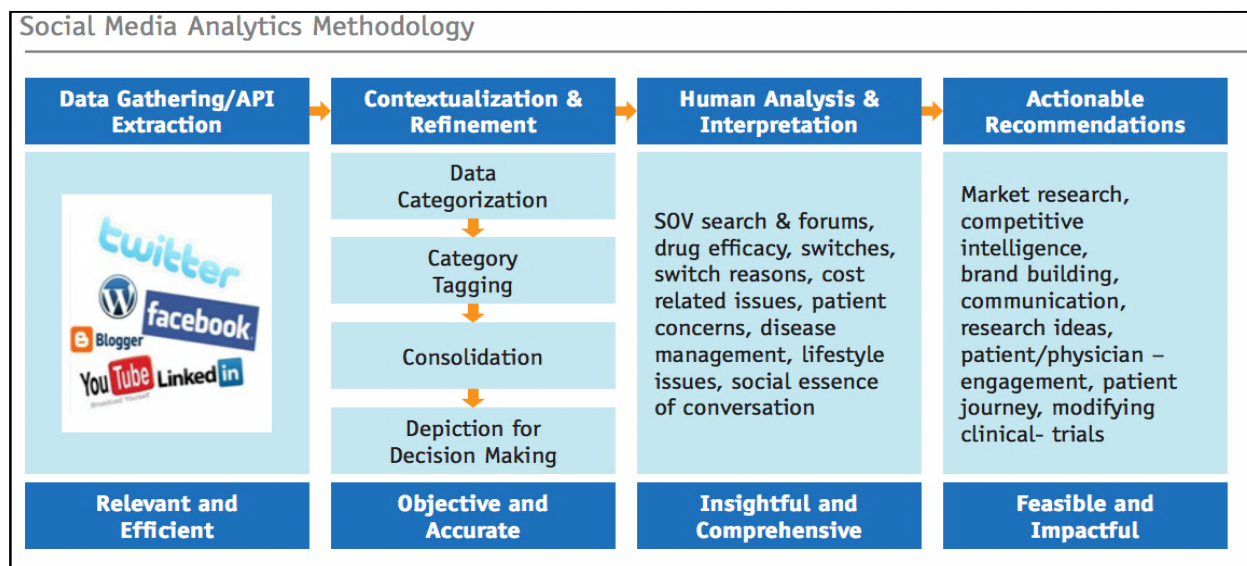 Social Media Analytics Methodology
Data Gathering/API
Extraction
twitter
facebook
Blogger
YouTube
Linked in
Broadcast Yourself
Relevant and
Efficient
Contextualization &
Refinement
Data
Categorization
Category
Tagging
Consolidation
Depiction for
Decision Making
Objective and
Accurate
Human Analysis &
Interpretation
SOV search & forums,
drug efficacy, switches,
switch reasons, cost
related issues, patient
concerns, disease
management, lifestyle
issues, social essence
of conversation
Insightful and
Comprehensive
Actionable
Recommendations
Market research,
competitive
intelligence,
brand building,
communication,
research ideas,
patient/physician –
engagement, patient
journey, modifying
clinical- trials
Feasible and
Impactful